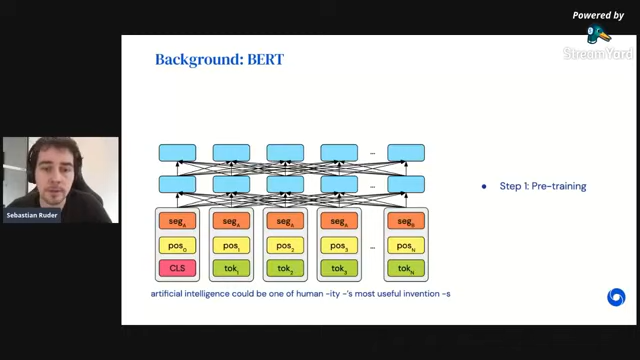 Powered by
StreamYard
Background: BERT
...
...
seg_A seg_A seg_A seg_A seg_B
pos_0 pos_1 pos_2 pos_3 ... pos_N
CLS tok_1 tok_2 tok_3 tok_N
artificial intelligence could be one of human -ity -'s most useful invention -s
● Step 1: Pre-training
Sebastian Ruder